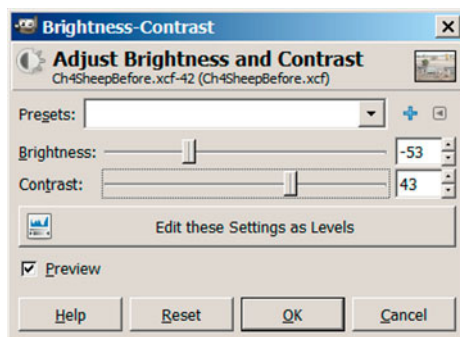 Brightness-Contrast
Adjust Brightness and Contrast
Ch4SheepBefore.xcf-42 (Ch4SheepBefore.xcf)
Presets:
Brightness: -53
Contrast: 43
Edit these Settings as Levels
Preview
Help Reset OK Cancel